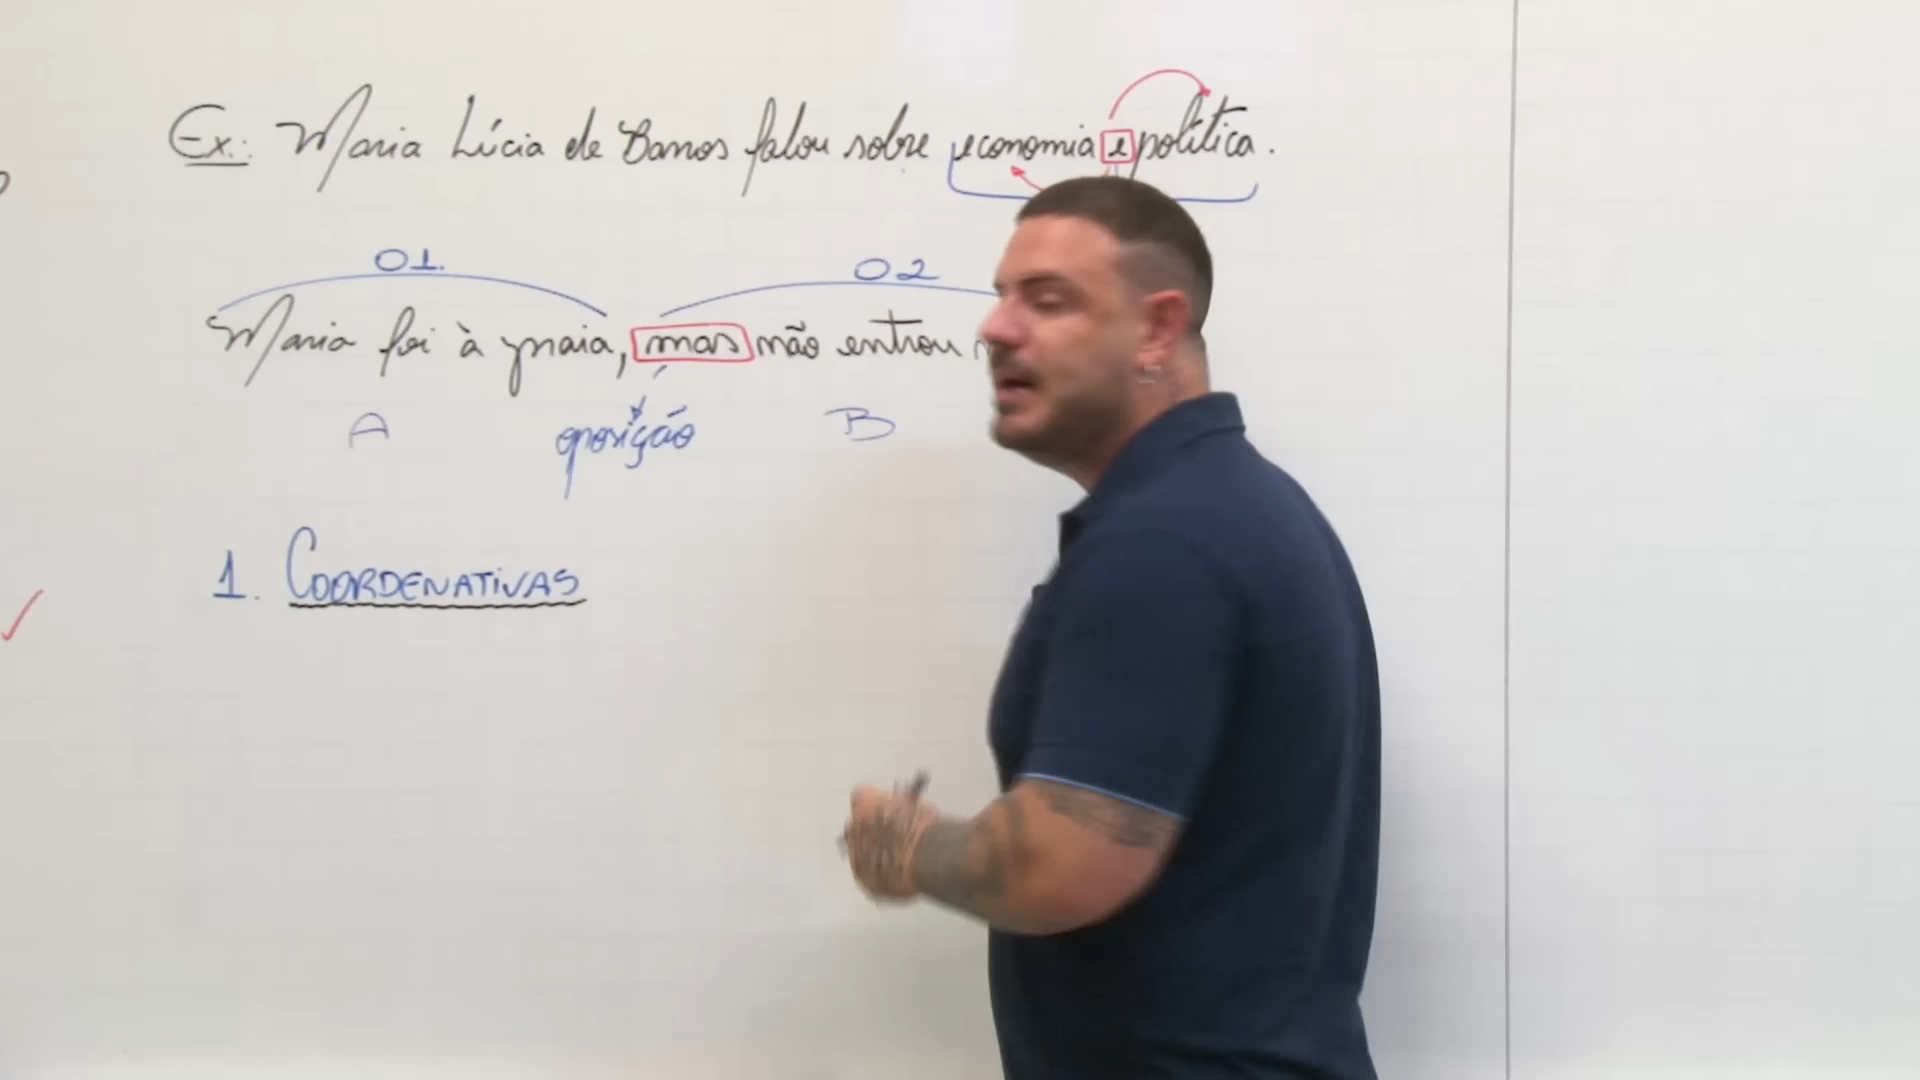 Ex.: Maria Lúcia de Barros falou sobre economia e política.
01. 02
Maria foi à praia, mas não entrou
A oposição B
1. COORDENATIVAS